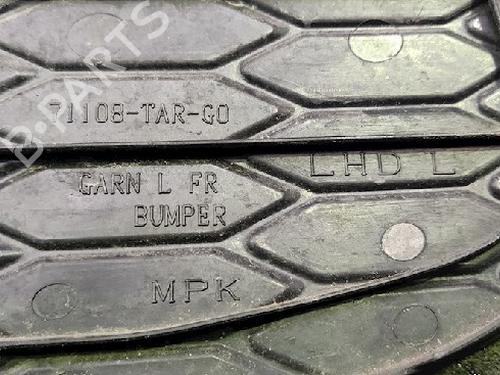 B-PARTS
71108-TAR-G0
LHD L
GARN L FR
BUMPER
MPK